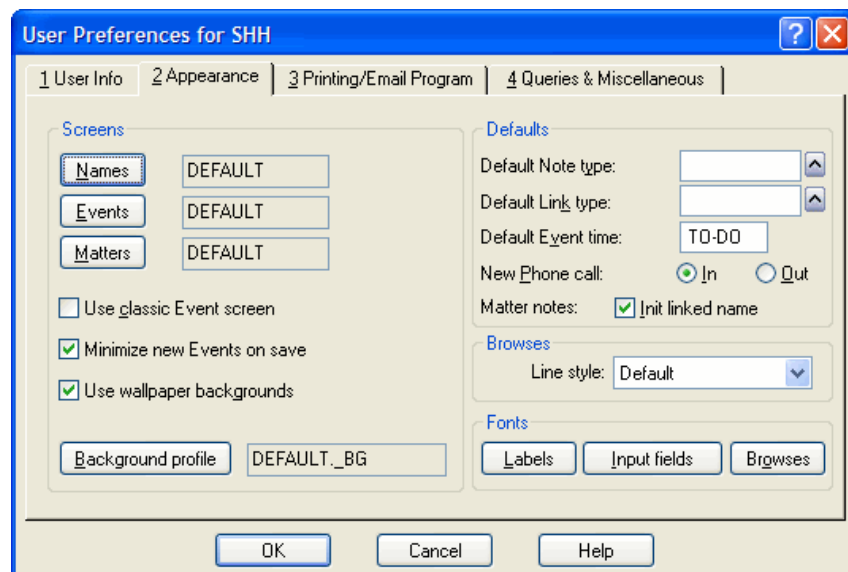 User Preferences for SHH
1 User Info
2 Appearance
3 Printing/Email Program
4 Queries & Miscellaneous
Screens
Names
DEFAULT
Events
DEFAULT
Matters
DEFAULT
Use classic Event screen
Minimize new Events on save
Use wallpaper backgrounds
Background profile
DEFAULT._BG
Defaults
Default Note type:
Default Link type:
Default Event time:
TO-DO
New Phone call:
In
Out
Matter notes:
Init linked name
Browses
Line style:
Default
Fonts
Labels
Input fields
Browses
OK
Cancel
Help